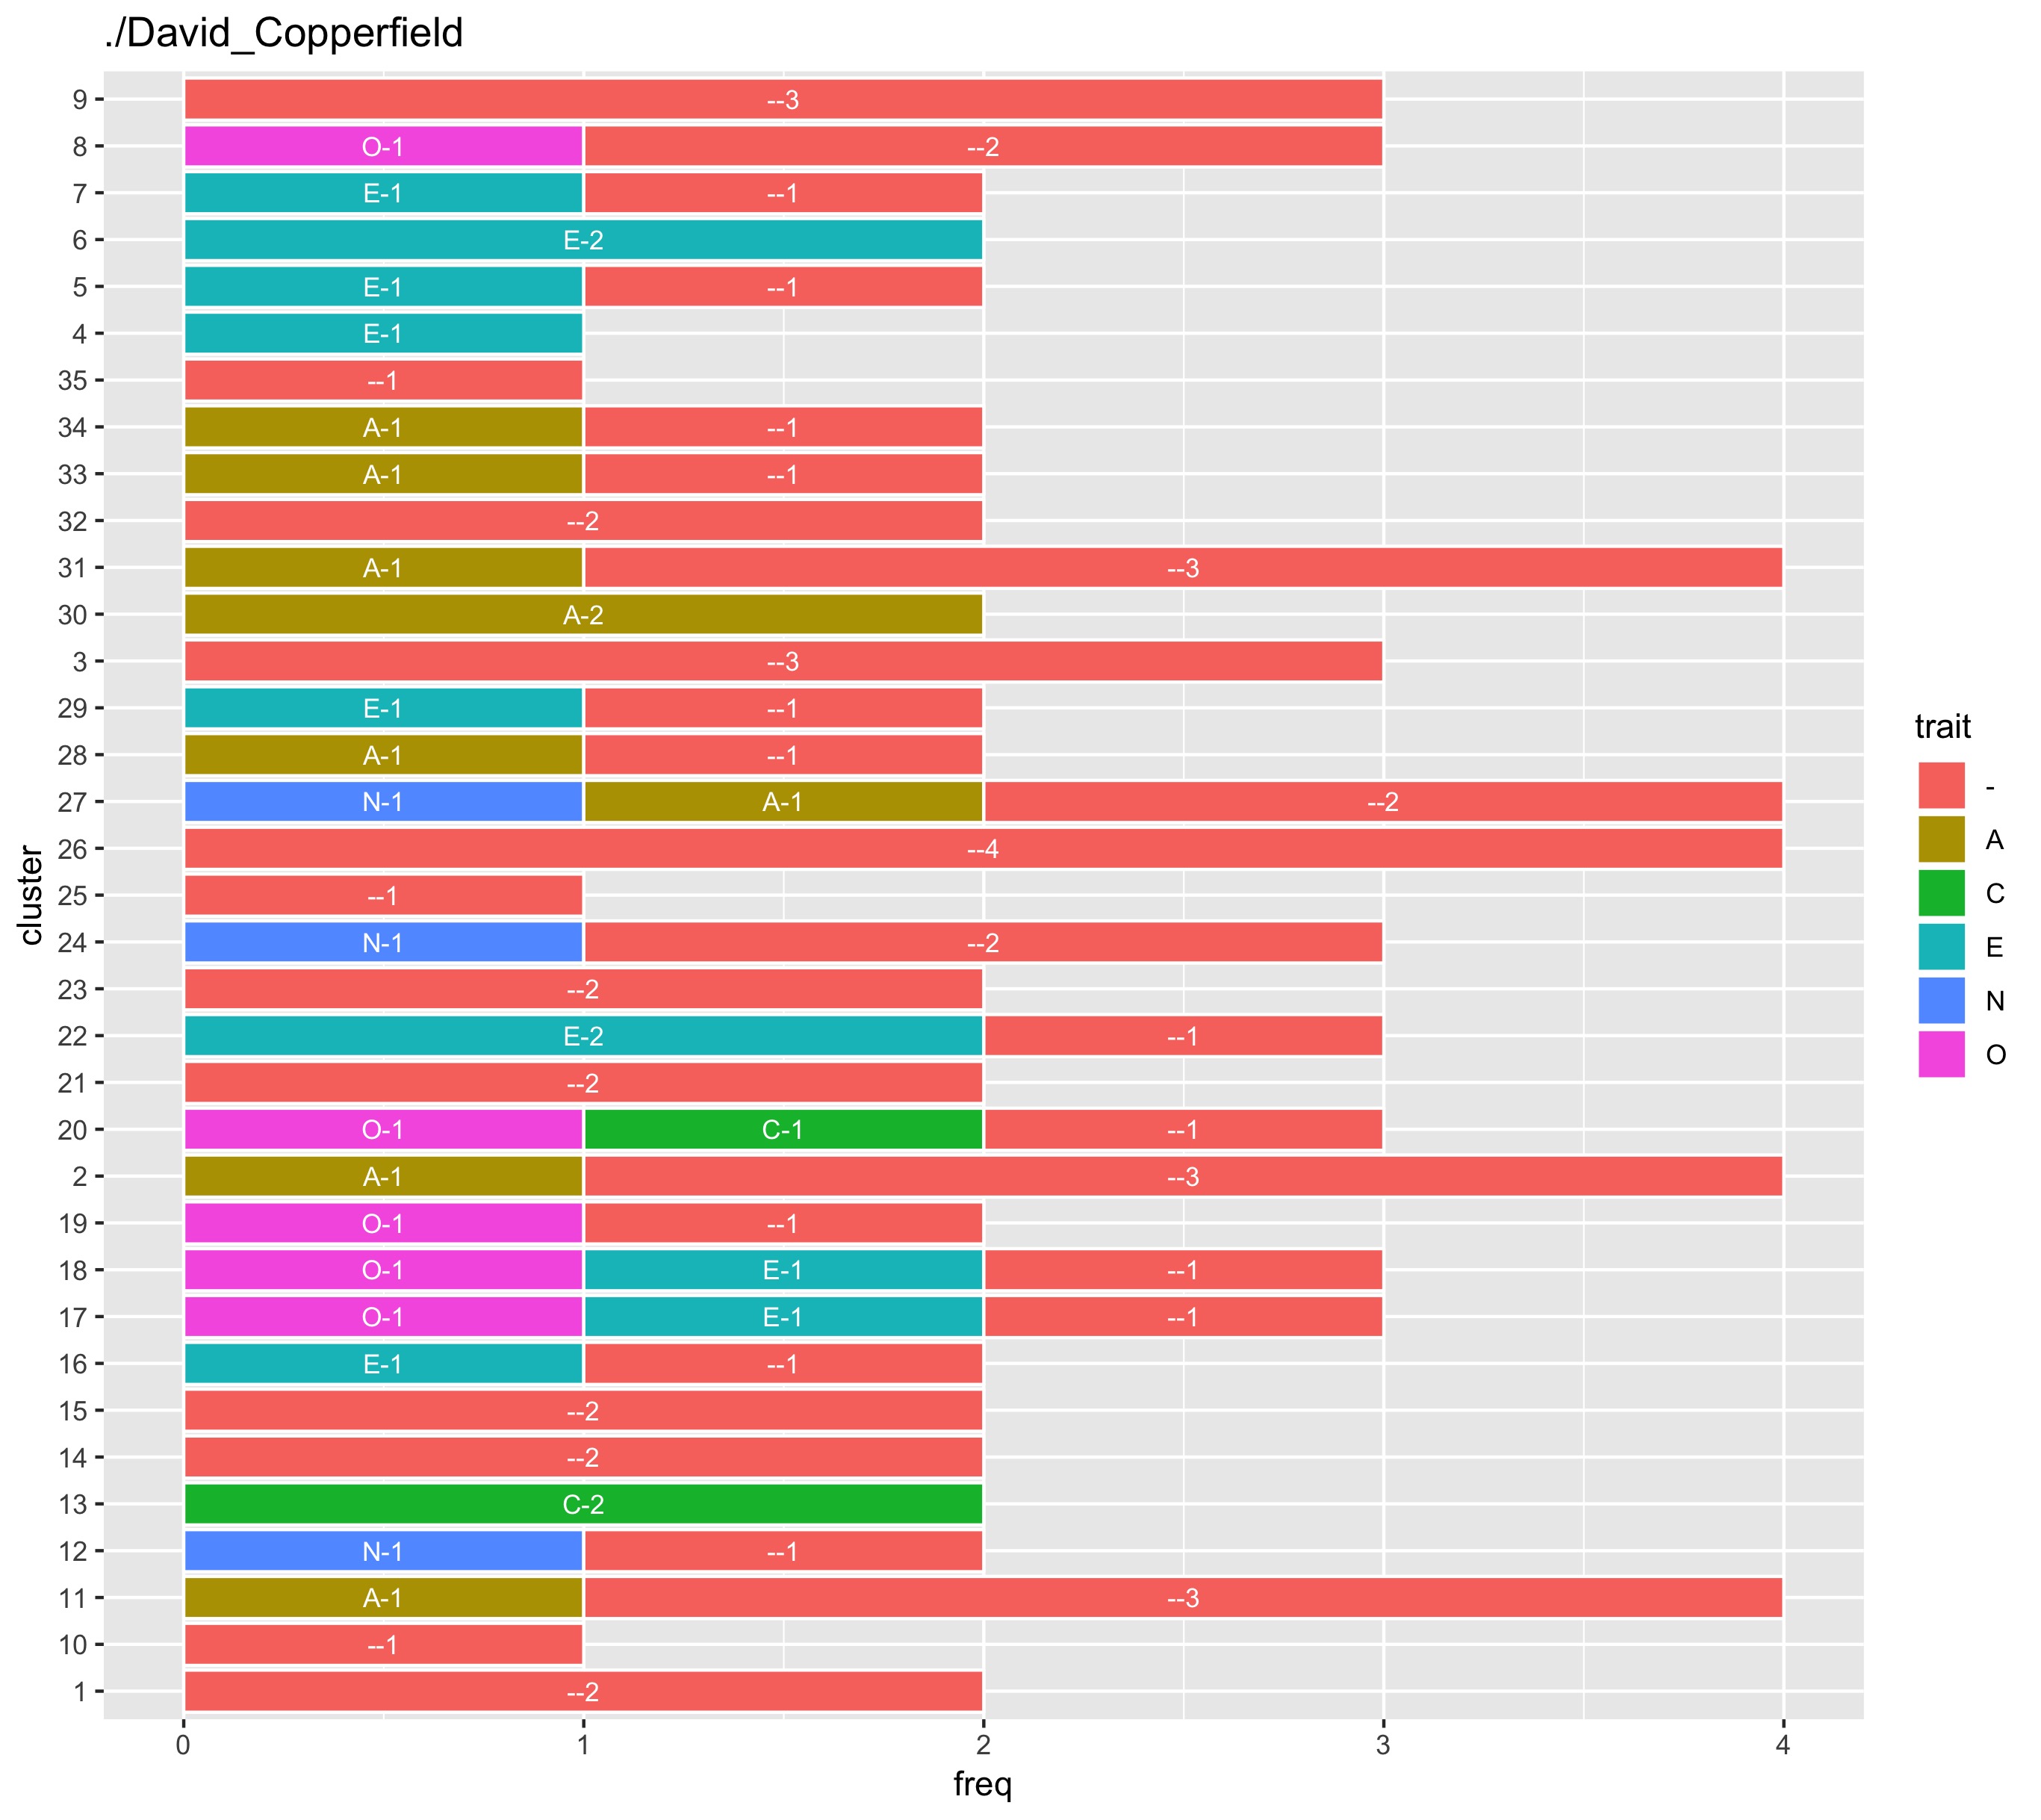 ./David_Copperfield
9 --3
8 O-1 --2
7 E-1 --1
6 E-2
5 E-1 --1
4 E-1
35 --1
34 A-1 --1
33 A-1 --1
32 --2
31 A-1 --3
30 A-2
3 --3
29 E-1 --1
28 A-1 --1
27 N-1 A-1 --2
26 --4
25 --1
24 N-1 --2
23 --2
22 E-2 --1
21 --2
20 O-1 C-1 --1
2 A-1 --3
19 O-1 --1
18 O-1 E-1 --1
17 O-1 E-1 --1
16 E-1 --1
15 --2
14 --2
13 C-2
12 N-1 --1
11 A-1 --3
10 --1
1 --2
0 1 2 3 4
freq
cluster
trait
-
A
C
E
N
O